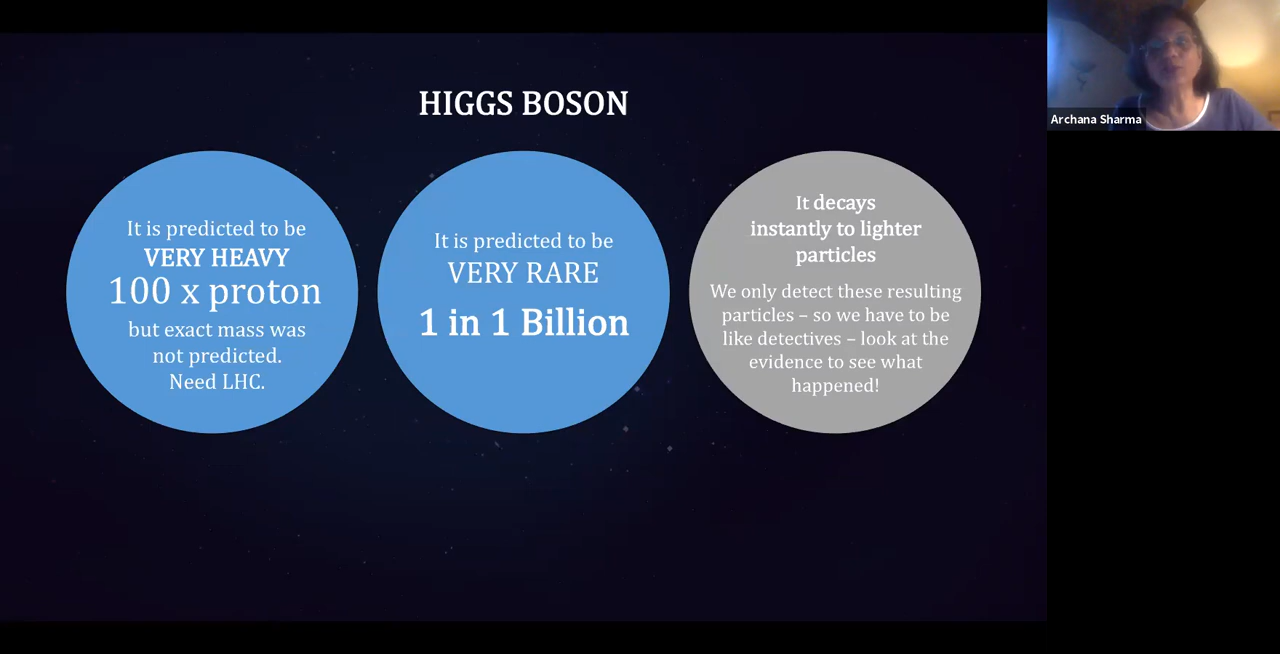 HIGGS BOSON
It is predicted to be
VERY HEAVY
100 x proton
but exact mass was
not predicted.
Need LHC.
It is predicted to be
VERY RARE
1 in 1 Billion
It decays
instantly to lighter
particles
We only detect these resulting
particles – so we have to be
like detectives – look at the
evidence to see what
happened!
Archana Sharma